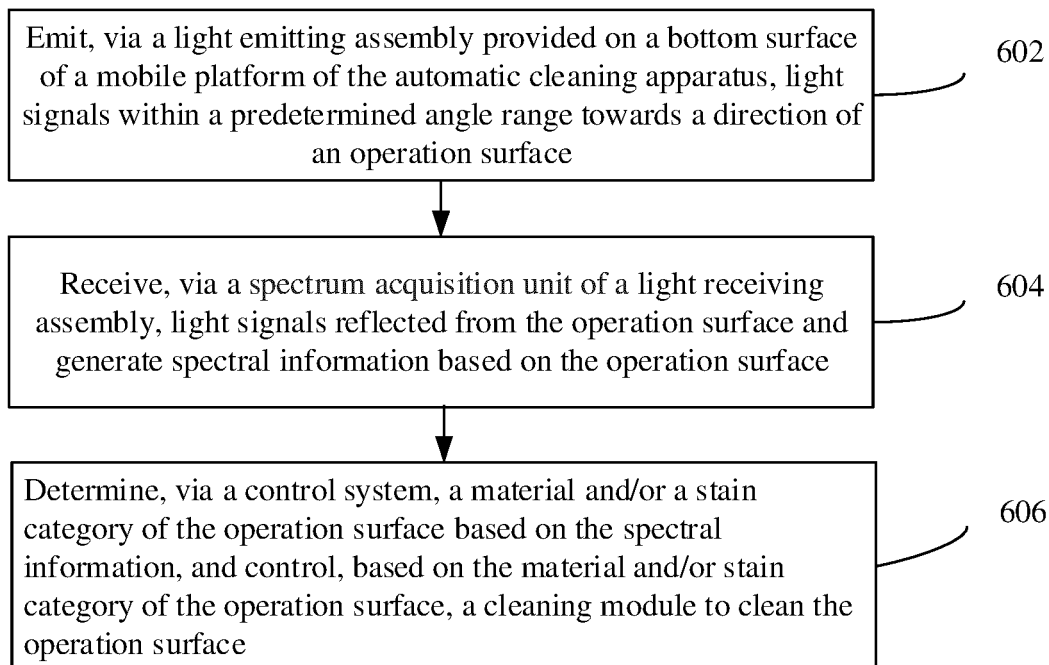 Emit, via a light emitting assembly provided on a bottom surface
of a mobile platform of the automatic cleaning apparatus, light
signals within a predetermined angle range towards a direction of
an operation surface
602
Receive, via a spectrum acquisition unit of a light receiving
assembly, light signals reflected from the operation surface and
generate spectral information based on the operation surface
604
Determine, via a control system, a material and/or a stain
category of the operation surface based on the spectral
information, and control, based on the material and/or stain
category of the operation surface, a cleaning module to clean the
operation surface
606